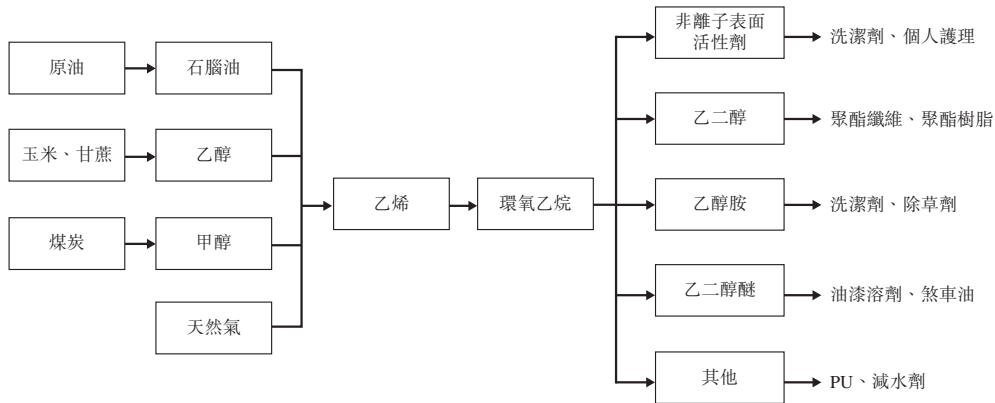 原油
石腦油
玉米、甘蔗
乙醇
煤炭
甲醇
天然氣
乙烯
環氧乙烷
非離子表面
活性劑
洗潔劑、個人護理
乙二醇
聚酯纖維、聚酯樹脂
乙醇胺
洗潔劑、除草劑
乙二醇醚
油漆溶劑、煞車油
其他
PU、減水劑